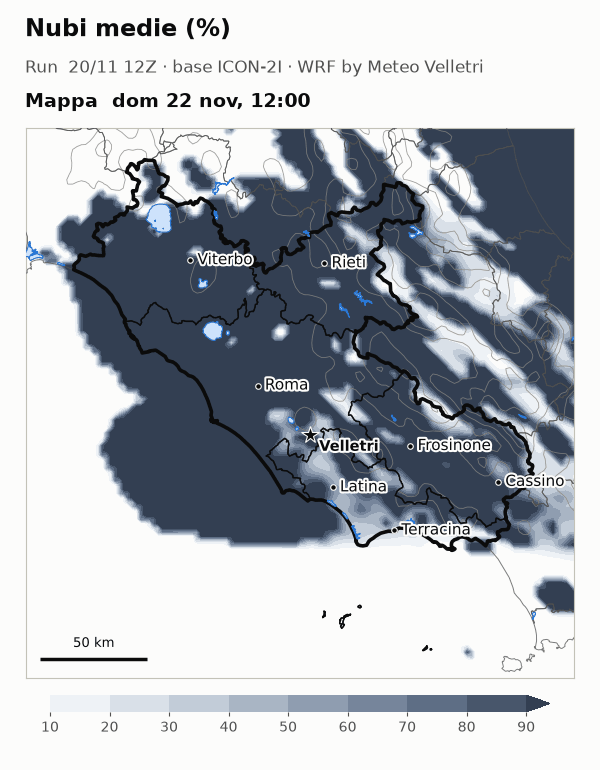 Nubi medie (%)
Run 20/11 12Z · base ICON-2I · WRF by Meteo Velletri
Mappa dom 22 nov, 12:00
Viterbo
Rieti
Roma
Velletri
Frosinone
Latina
Cassino
Terracina
50 km
10 20 30 40 50 60 70 80 90